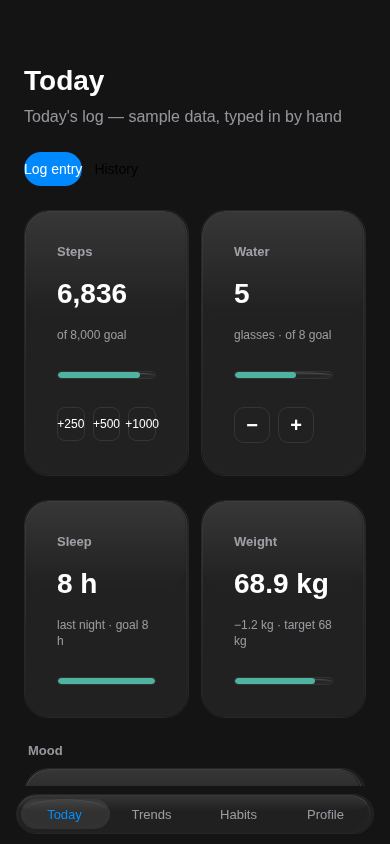 Today
Today's log — sample data, typed in by hand
Log entry History
Steps
6,836
of 8,000 goal
+250 +500 +1000
Water
5
glasses · of 8 goal
− +
Sleep
8 h
last night · goal 8
h
Weight
68.9 kg
−1.2 kg · target 68
kg
Mood
Today Trends Habits Profile